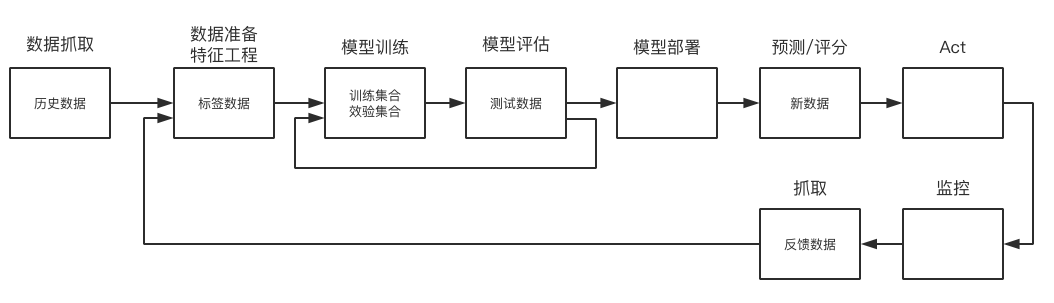 数据抓取
数据准备
特征工程
模型训练
模型评估
模型部署
预测/评分
Act
历史数据
标签数据
训练集合
效验集合
测试数据
新数据
抓取
监控
反馈数据